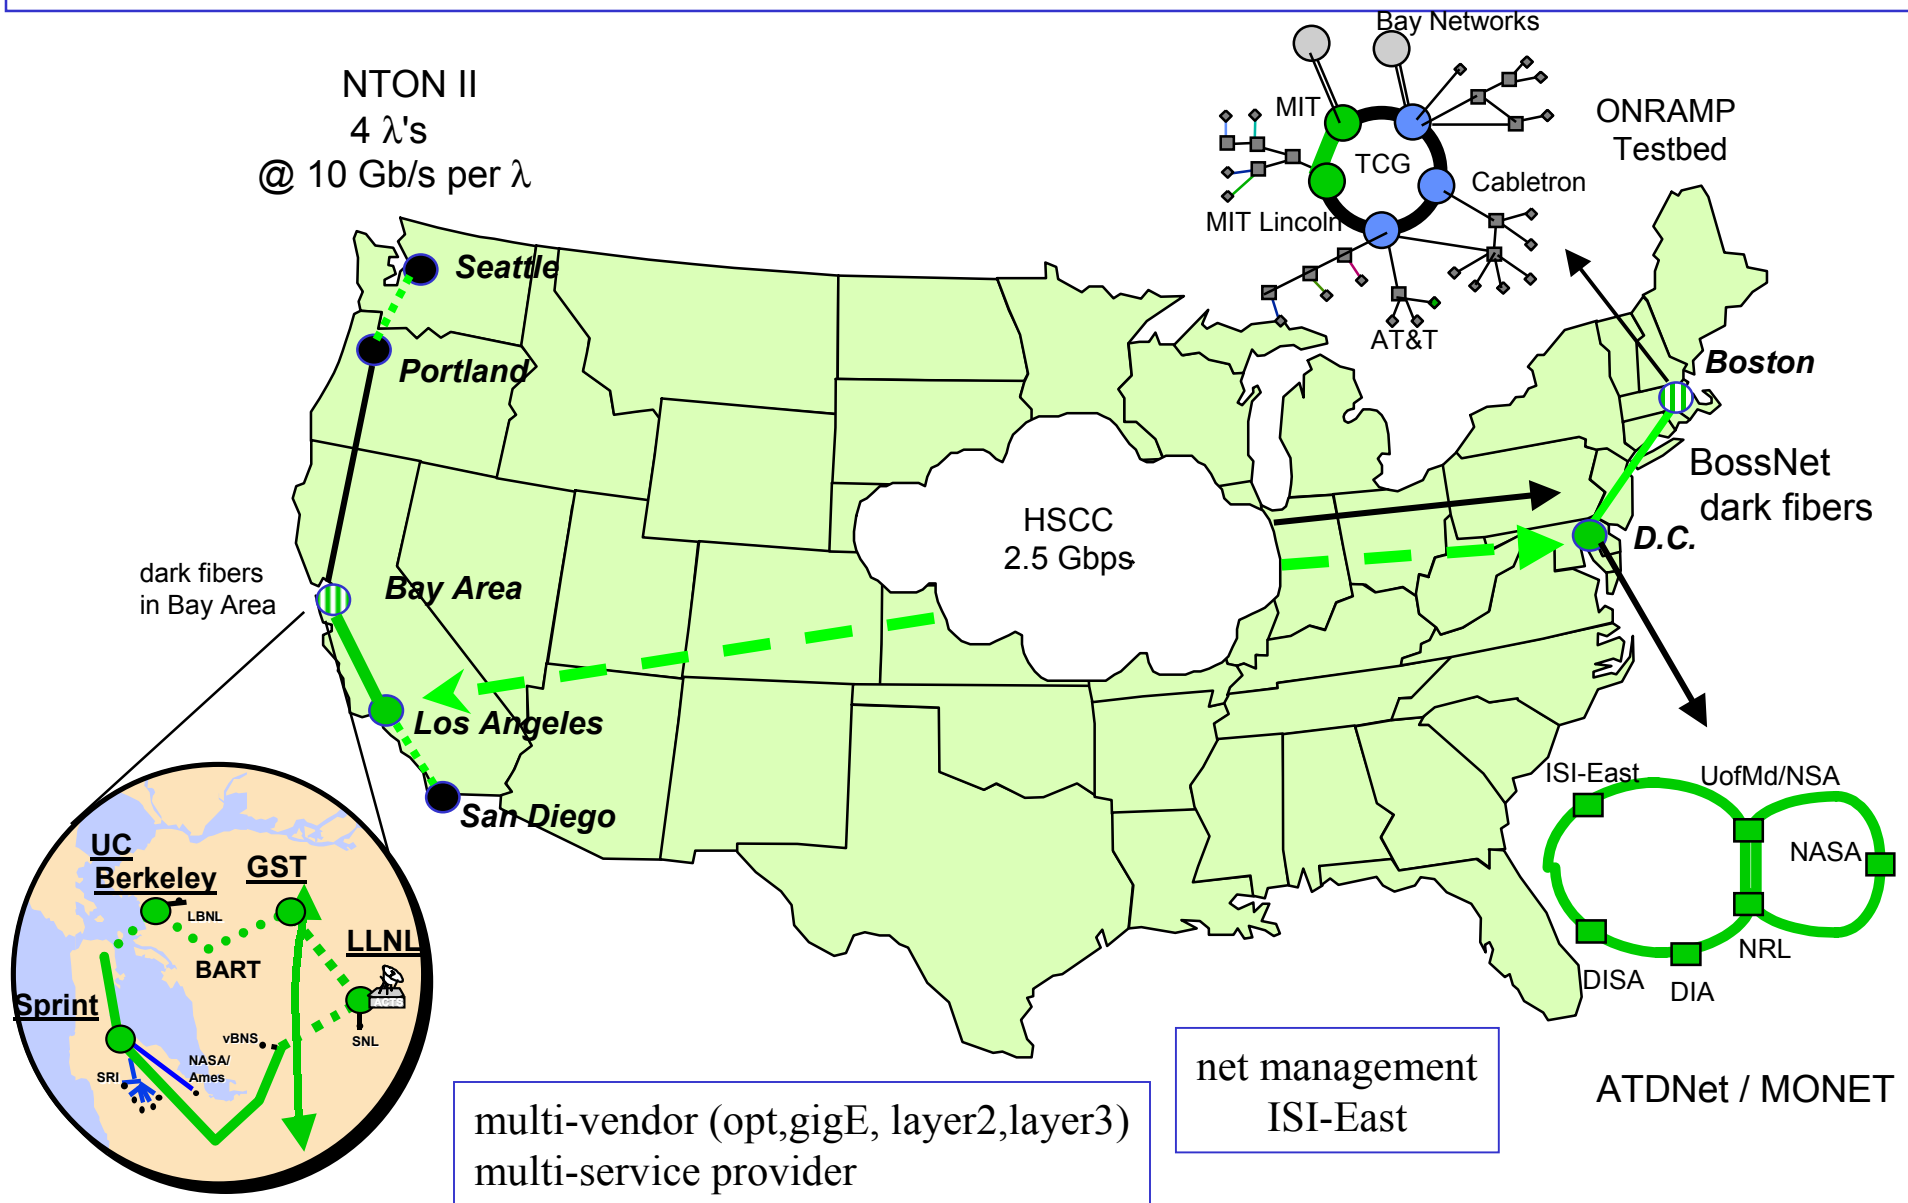 Bay Networks
NTON II
4 λ's
@ 10 Gb/s per λ
MIT
ONRAMP
Testbed
TCG
Cabletron
MIT Lincoln
AT&T
Seattle
Portland
Boston
BossNet
dark fibers
HSCC
2.5 Gbps
D.C.
dark fibers
in Bay Area
Bay Area
Los Angeles
San Diego
ISI-East
UofMd/NSA
NASA
NRL
DISA
DIA
UC
Berkeley
GST
LBNL
LLNL
BART
ACTS
Sprint
vBNS
SNL
NASA/
Ames
SRI
net management
ISI-East
ATDNet / MONET
multi-vendor (opt,gigE, layer2,layer3)
multi-service provider